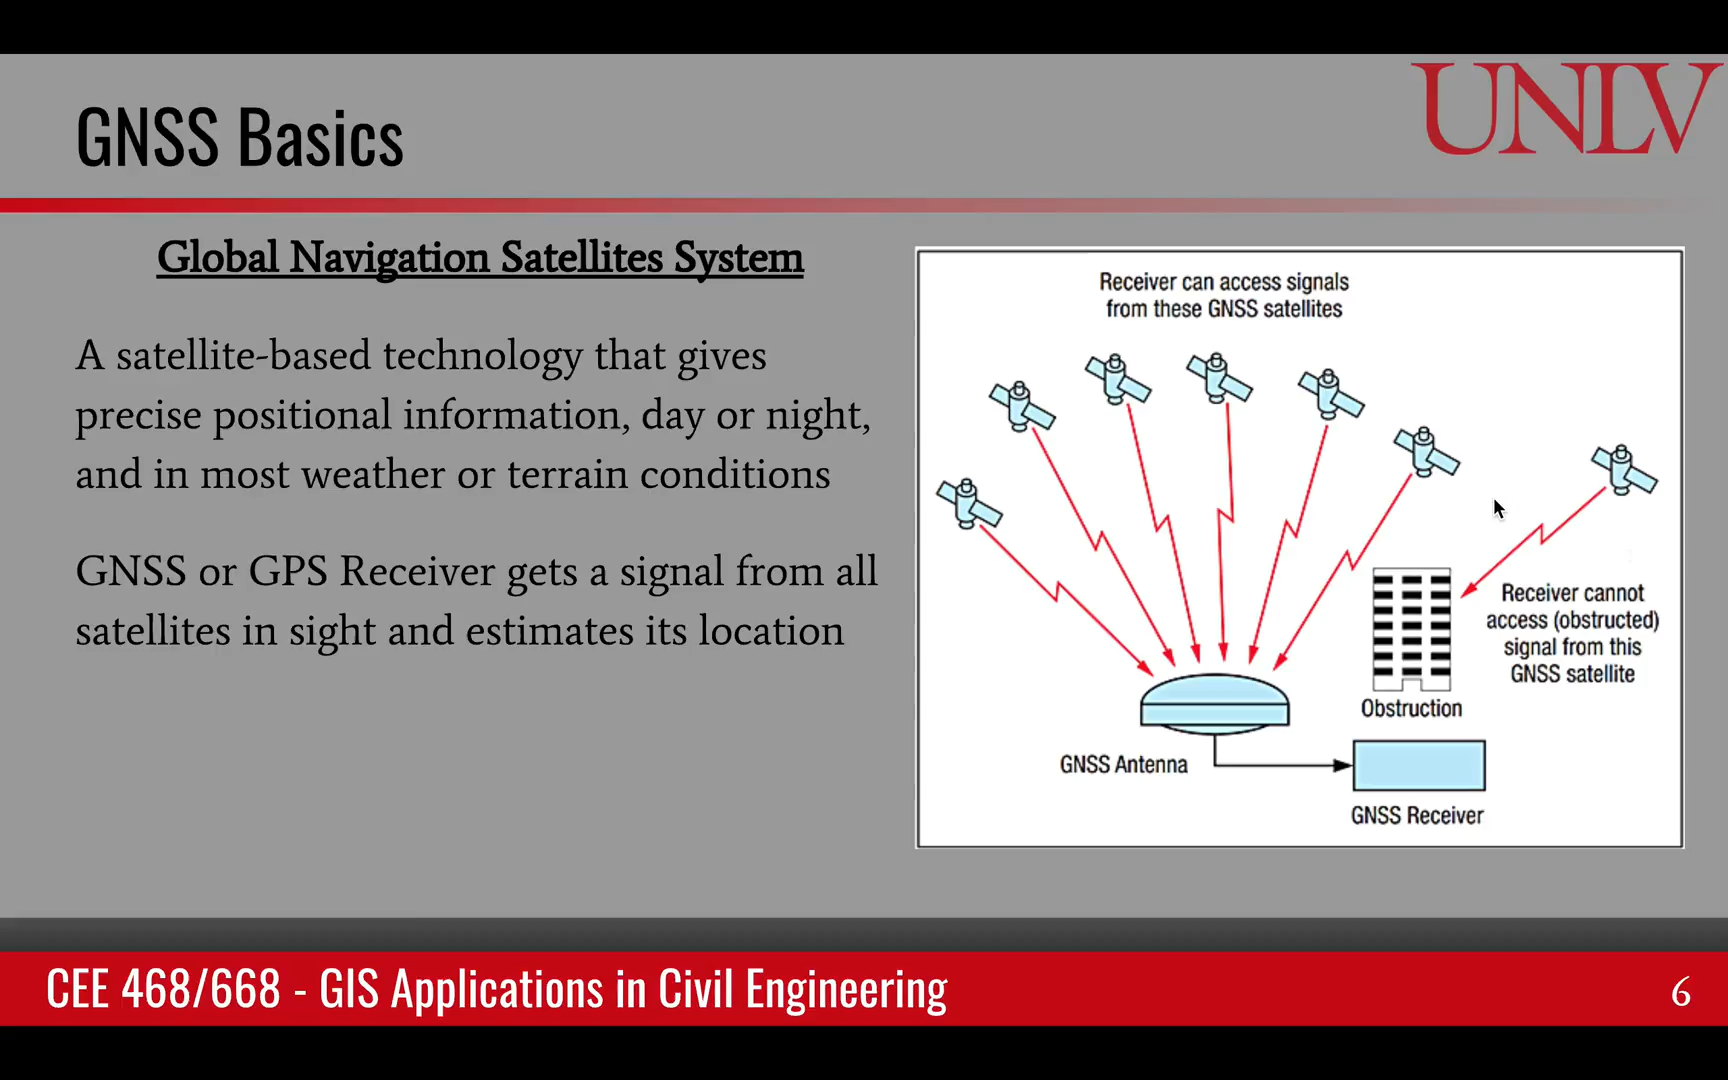 GNSS Basics
UNLV
Global Navigation Satellites System
A satellite-based technology that gives
precise positional information, day or night,
and in most weather or terrain conditions
GNSS or GPS Receiver gets a signal from all
satellites in sight and estimates its location
Receiver can access signals
from these GNSS satellites
Receiver cannot
access (obstructed)
signal from this
GNSS satellite
Obstruction
GNSS Antenna
GNSS Receiver
CEE 468/668 - GIS Applications in Civil Engineering
6